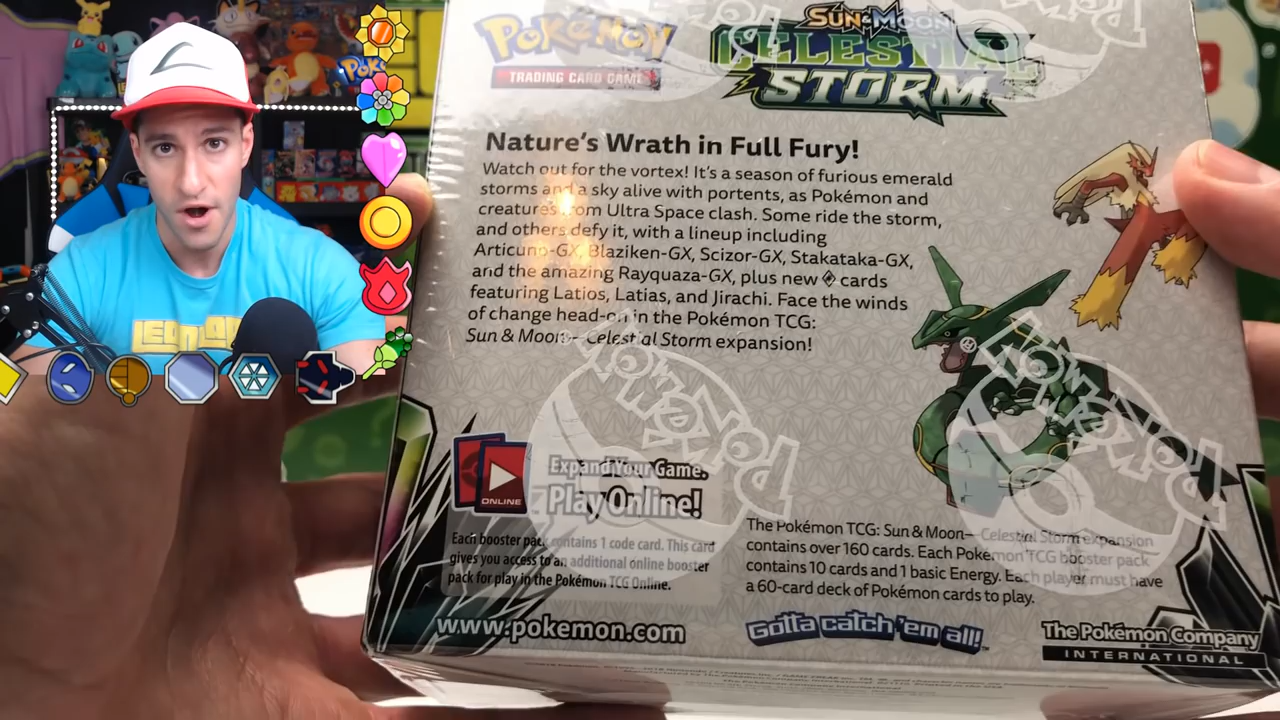 Pokémon
TRADING CARD GAME
SUN & MOON
CELESTIAL
STORM
Nature's Wrath in Full Fury!
Watch out for the vortex! It's a season of furious emerald
storms and a sky alive with portents, as Pokémon and
creatures from Ultra Space clash. Some ride the storm,
and others defy it, with a lineup including
Articuno-GX, Blaziken-GX, Scizor-GX, Stakataka-GX,
and the amazing Rayquaza-GX, plus new cards
featuring Latios, Latias, and Jirachi. Face the winds
of change head-on in the Pokémon TCG:
Sun & Moon—Celestial Storm expansion!
POKÉMON
POKÉMON
ONLINE
Expand Your Game.
Play Online!
Each booster pack contains 1 code card. This card
gives you access to an additional online booster
pack for play in the Pokémon TCG Online.
The Pokémon TCG: Sun & Moon—Celestial Storm expansion
contains over 160 cards. Each Pokémon TCG booster pack
contains 10 cards and 1 basic Energy. Each player must have
a 60-card deck of Pokémon cards to play.
www.pokemon.com
Gotta catch 'em all!
The Pokémon Company
INTERNATIONAL